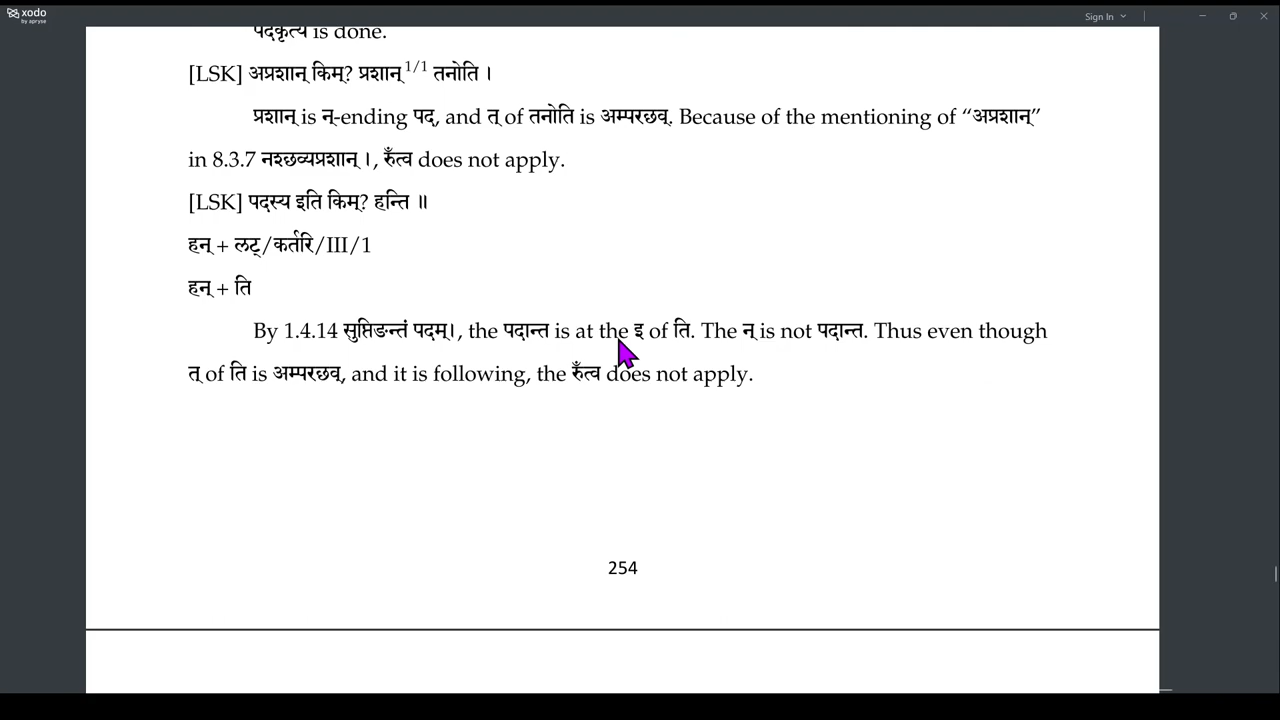 xodo
by apryse
Sign In
पदकृत्य is done.
[LSK] अप्रशान् किम्? प्रशान् 1/1 तनोति ।
प्रशान् is न्-ending पद, and त् of तनोति is अम्परछव्. Because of the mentioning of “अप्रशान्”
in 8.3.7 नश्छव्यप्रशान् ।, रुँत्व does not apply.
[LSK] पदस्य इति किम्? हन्ति ॥
हन् + लट्/कर्तरि/III/1
हन् + ति
By 1.4.14 सुप्तिङन्तं पदम्।, the पदान्त is at the इ of ति. The न् is not पदान्त. Thus even though
त् of ति is अम्परछव्, and it is following, the रुँत्व does not apply.
254